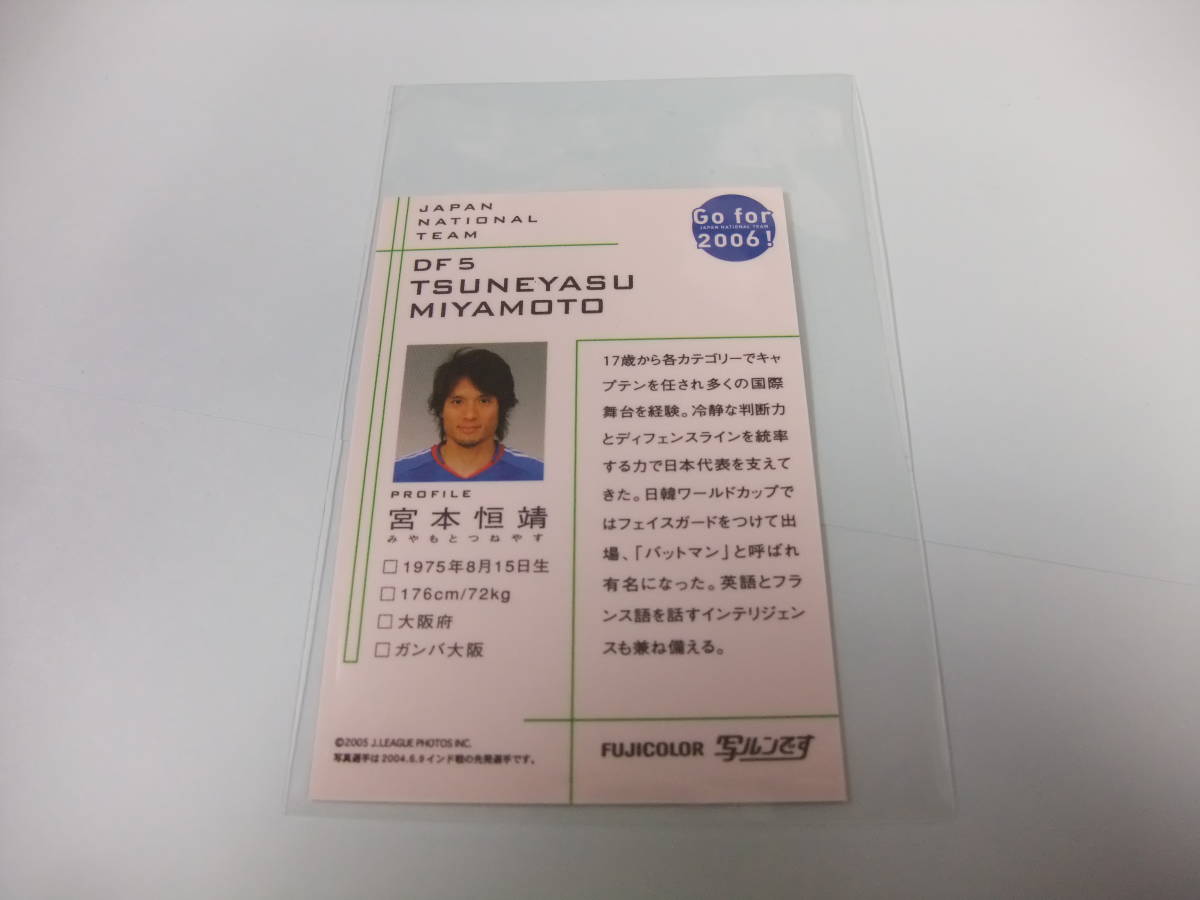 JAPAN
NATIONAL
TEAM
Go for
JAPAN NATIONAL TEAM
2006!
DF5
TSUNEYASU
MIYAMOTO
PROFILE
宮本恒靖
みやもとつねやす
□1975年8月15日生
□176cm/72kg
□大阪府
□ガンバ大阪
17歳から各カテゴリーでキャ
プテンを任され多くの国際
舞台を経験。冷静な判断力
とディフェンスラインを統率
する力で日本代表を支えて
きた。日韓ワールドカップで
はフェイスガードをつけて出
場、「バットマン」と呼ばれ
有名になった。英語とフラ
ンス語を話すインテリジェン
スも兼ね備える。
©2005 J.LEAGUE PHOTOS INC.
写真選手は2004.6.9インド戦の先発選手です。
FUJICOLOR 写ルンです